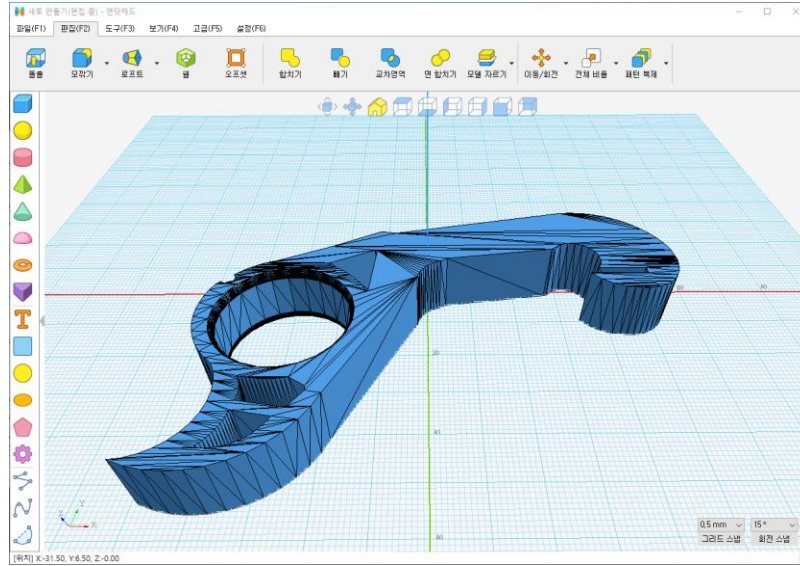 새로 만들기(편집 중) - 먼닷캐드
파일(F1) 편집(F2) 도구(F3) 보기(F4) 고급(F5) 설정(F6)
돌출 모깎기 로프트 쉘 오프셋 합치기 빼기 교차영역 면 합치기 모델 자르기 이동/회전 전체 비율 패턴 복제
T
60
20
40
60
Z Y X
0.5 mm 15 °
그리드 스냅 회전 스냅
[위치] X:-31.50, Y:6.50, Z:-0.00